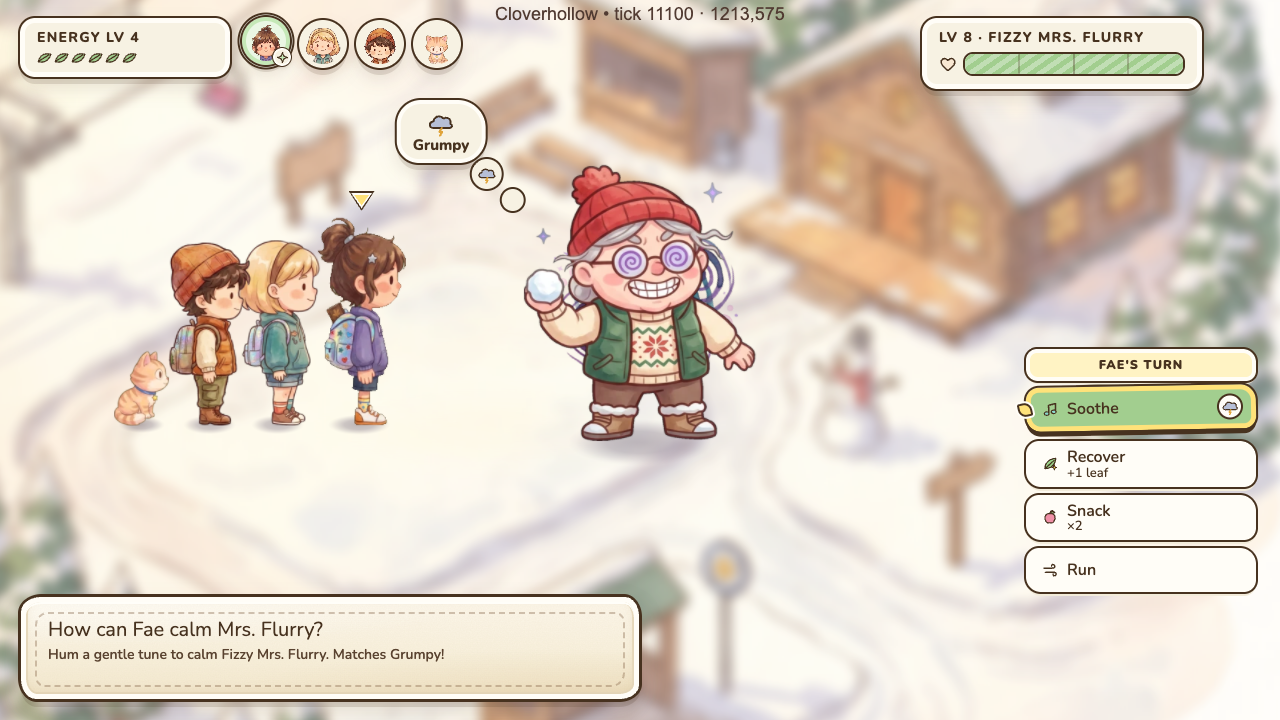 Cloverhollow • tick 11100 · 1213,575
ENERGY LV 4
LV 8 · FIZZY MRS. FLURRY
Grumpy
FAE'S TURN
Soothe
Recover
+1 leaf
Snack
×2
Run
How can Fae calm Mrs. Flurry?
Hum a gentle tune to calm Fizzy Mrs. Flurry. Matches Grumpy!